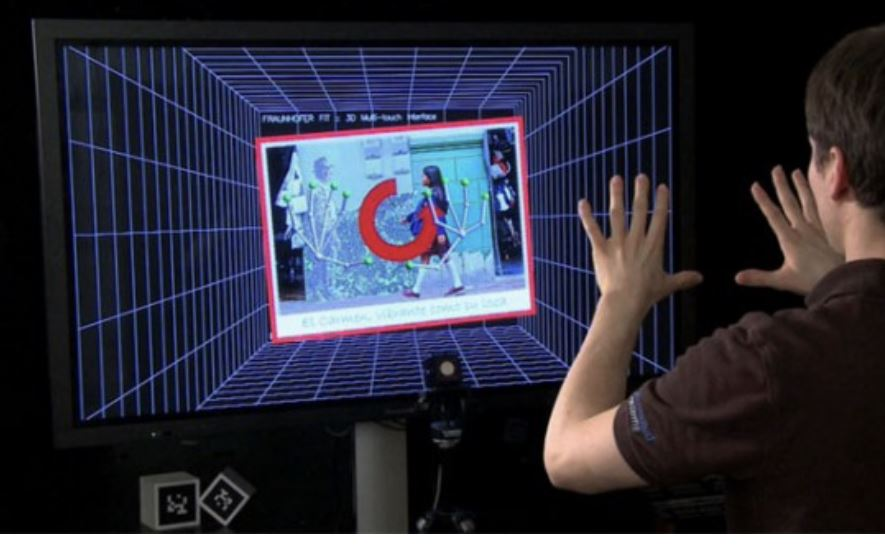 FRAUNHOFER FIT : 3D Multi-touch Interface
El Carmen, vibrante como su loca